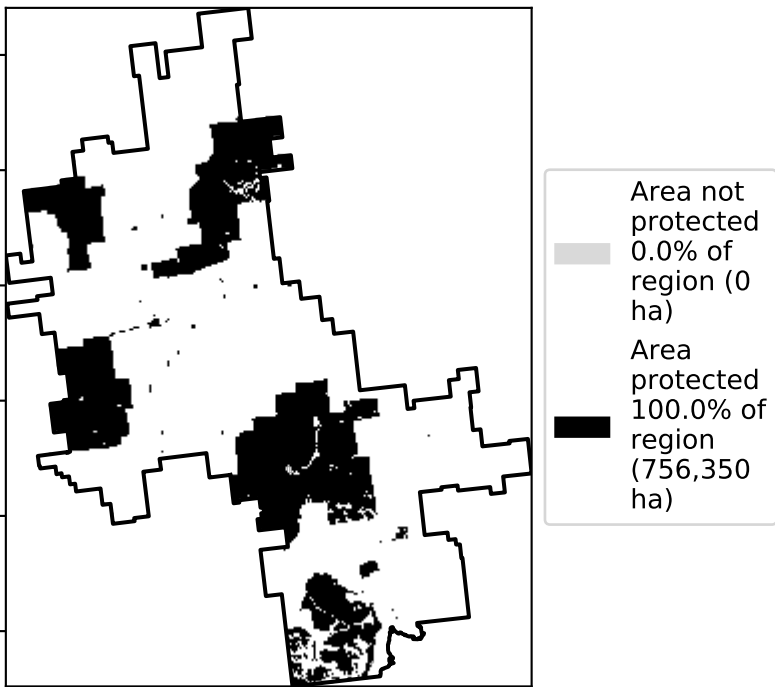 Area not
protected
0.0% of
region (0
ha)
Area
protected
100.0% of
region
(756,350
ha)